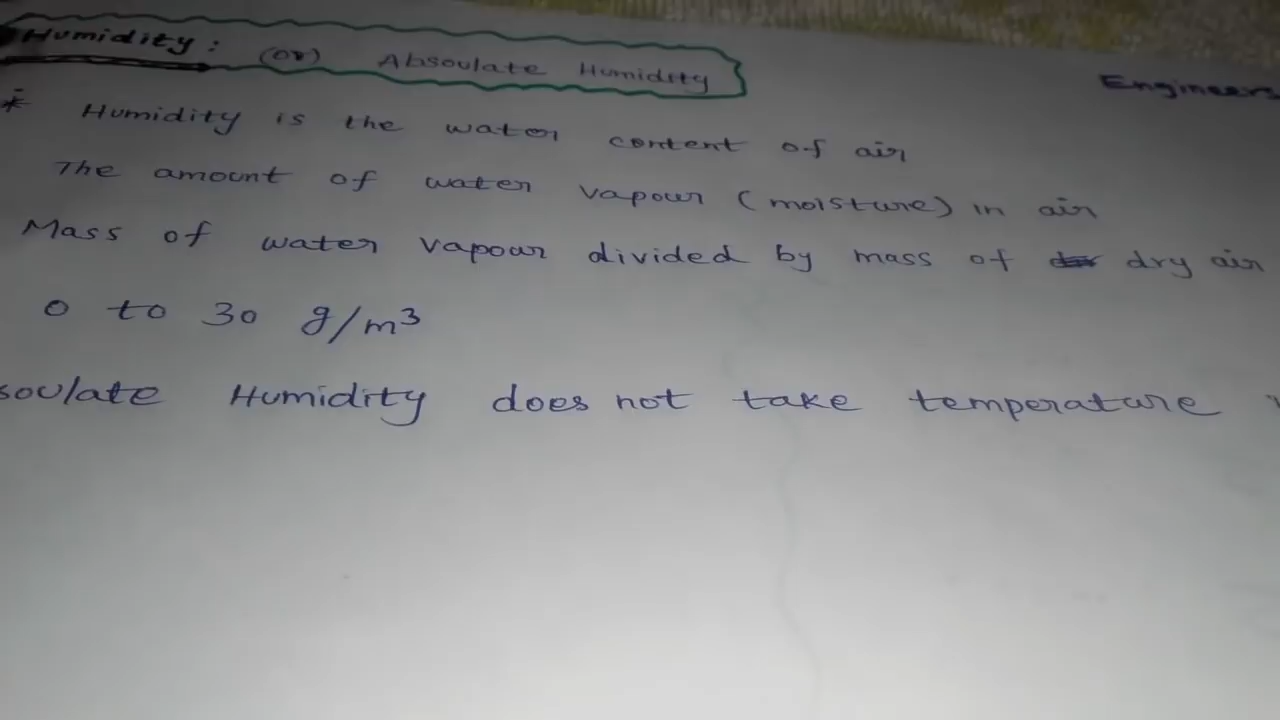 Humidity: (or) Absoulate Humidity
Engineers
* Humidity is the water content of air
The amount of water vapour (moisture) in air
Mass of water vapour divided by mass of dry air
0 to 30 g/m³
soulate Humidity does not take temperature